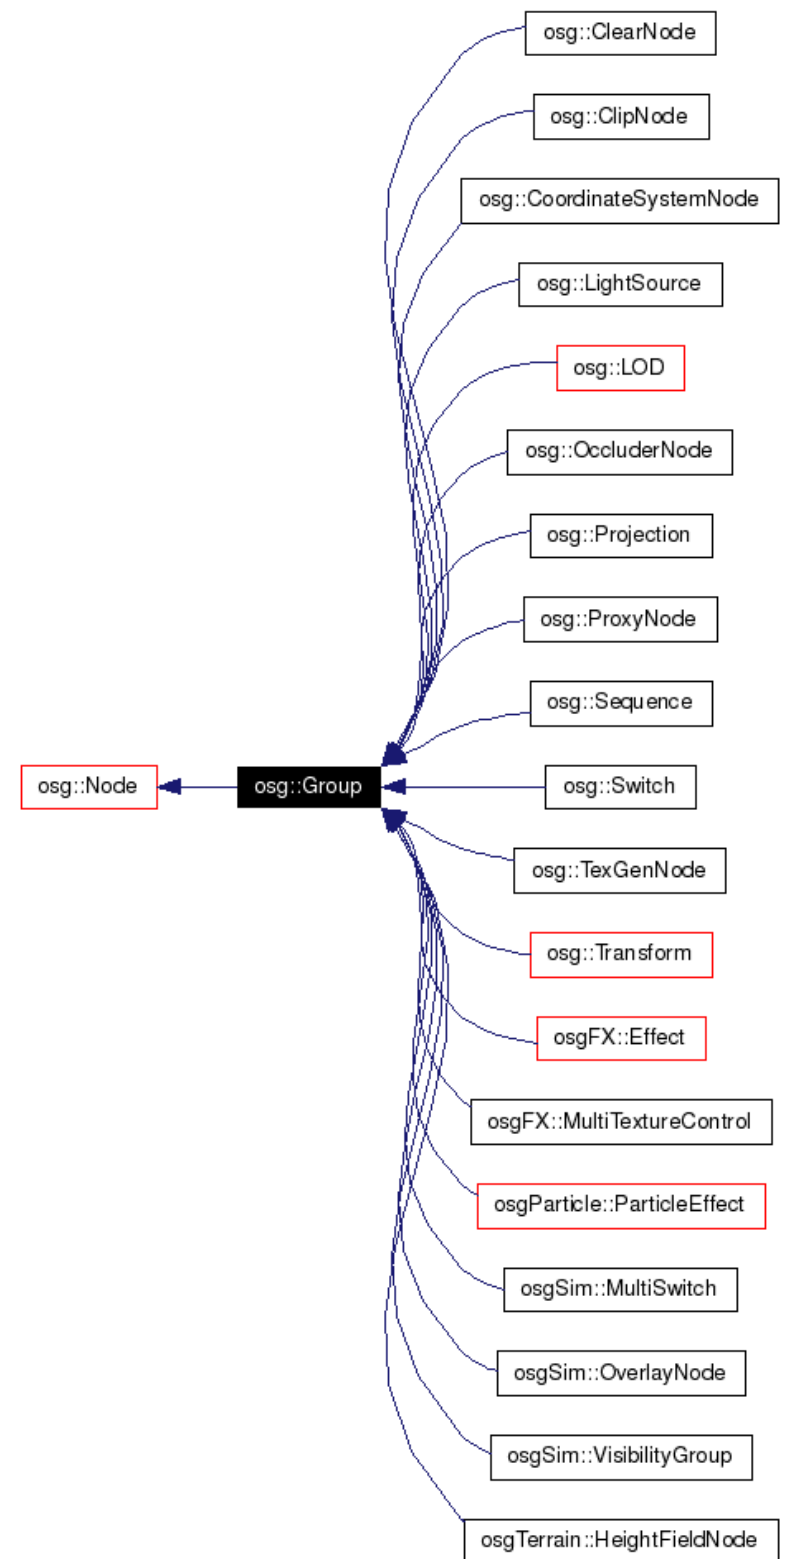 osg::ClearNode
osg::ClipNode
osg::CoordinateSystemNode
osg::LightSource
osg::LOD
osg::OccluderNode
osg::Projection
osg::ProxyNode
osg::Sequence
osg::Node
osg::Group
osg::Switch
osg::TexGenNode
osg::Transform
osgFX::Effect
osgFX::MultiTextureControl
osgParticle::ParticleEffect
osgSim::MultiSwitch
osgSim::OverlayNode
osgSim::VisibilityGroup
osgTerrain::HeightFieldNode